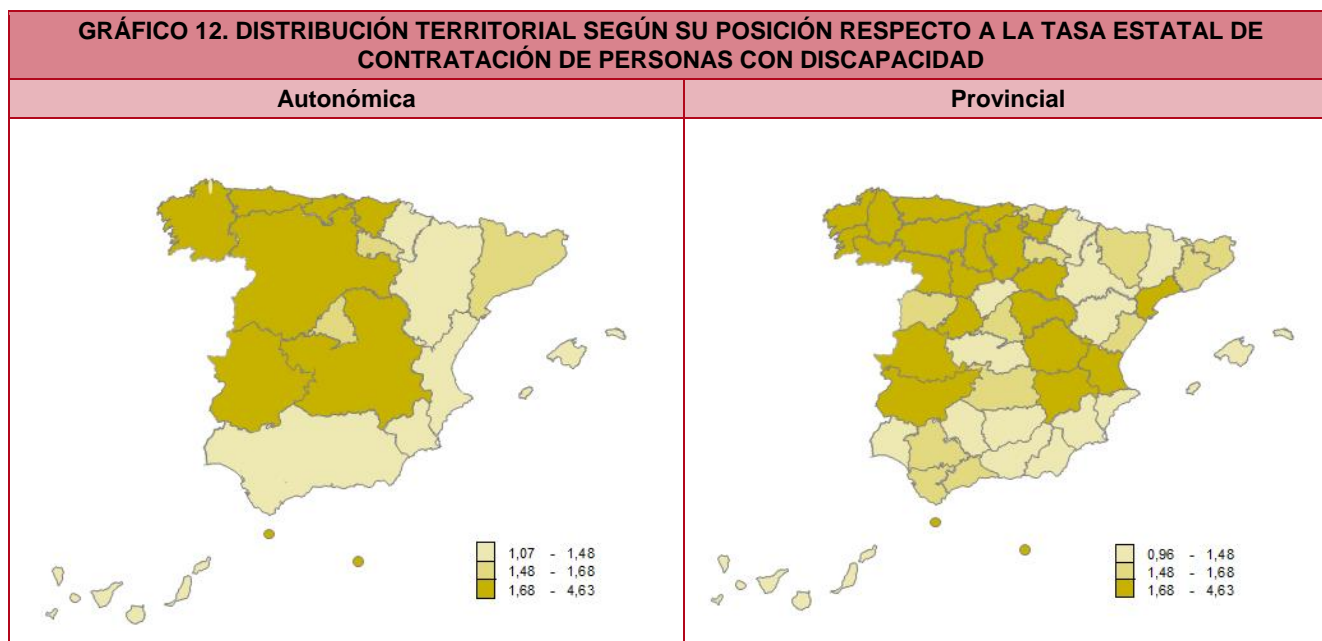 GRÁFICO 12. DISTRIBUCIÓN TERRITORIAL SEGÚN SU POSICIÓN RESPECTO A LA TASA ESTATAL DE
CONTRATACIÓN DE PERSONAS CON DISCAPACIDAD
Autonómica
Provincial
1,07 - 1,48
1,48 - 1,68
1,68 - 4,63
0,96 - 1,48
1,48 - 1,68
1,68 - 4,63